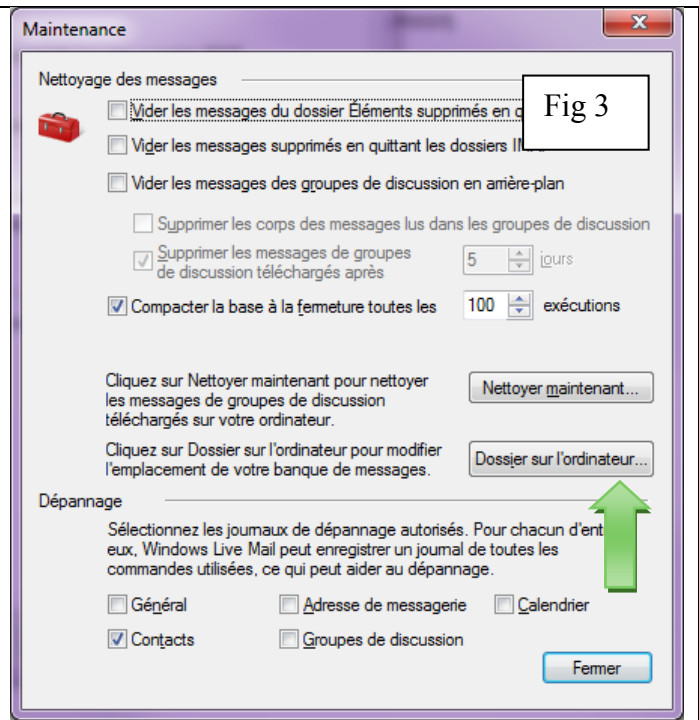 Maintenance
Nettoyage des messages
Fig 3
Vider les messages du dossier Éléments supprimés en
Vider les messages supprimés en quittant les dossiers
Vider les messages des groupes de discussion en arrière-plan
Supprimer les corps des messages lus dans les groupes de discussion
Supprimer les messages de groupes
de discussion téléchargés après
5 jours
Compacter la base à la fermeture toutes les 100 exécutions
Cliquez sur Nettoyer maintenant pour nettoyer
les messages de groupes de discussion
téléchargés sur votre ordinateur.
Nettoyer maintenant...
Cliquez sur Dossier sur l'ordinateur pour modifier
l'emplacement de votre banque de messages.
Dossier sur l'ordinateur...
Dépannage
Sélectionnez les journaux de dépannage autorisés. Pour chacun
eux, Windows Live Mail peut enregistrer un journal de toutes les
commandes utilisées, ce qui peut aider au dépannage.
Général Adresse de messagerie Calendrier
Contacts Groupes de discussion
Fermer